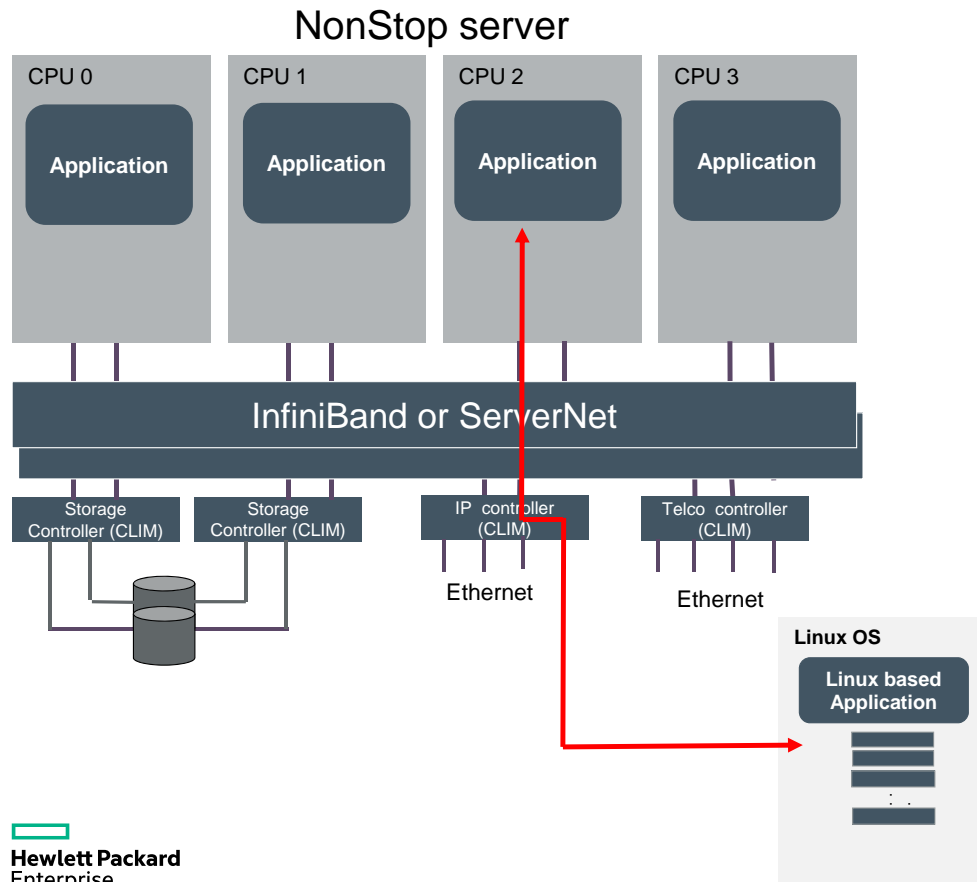 NonStop server
CPU 0
CPU 1
CPU 2
CPU 3
Application
Application
Application
Application
InfiniBand or ServerNet
Storage
Controller (CLIM)
Storage
Controller (CLIM)
IP controller
(CLIM)
Telco controller
(CLIM)
Ethernet
Ethernet
Linux OS
Linux based
Application
: .
Hewlett Packard
Enterprise